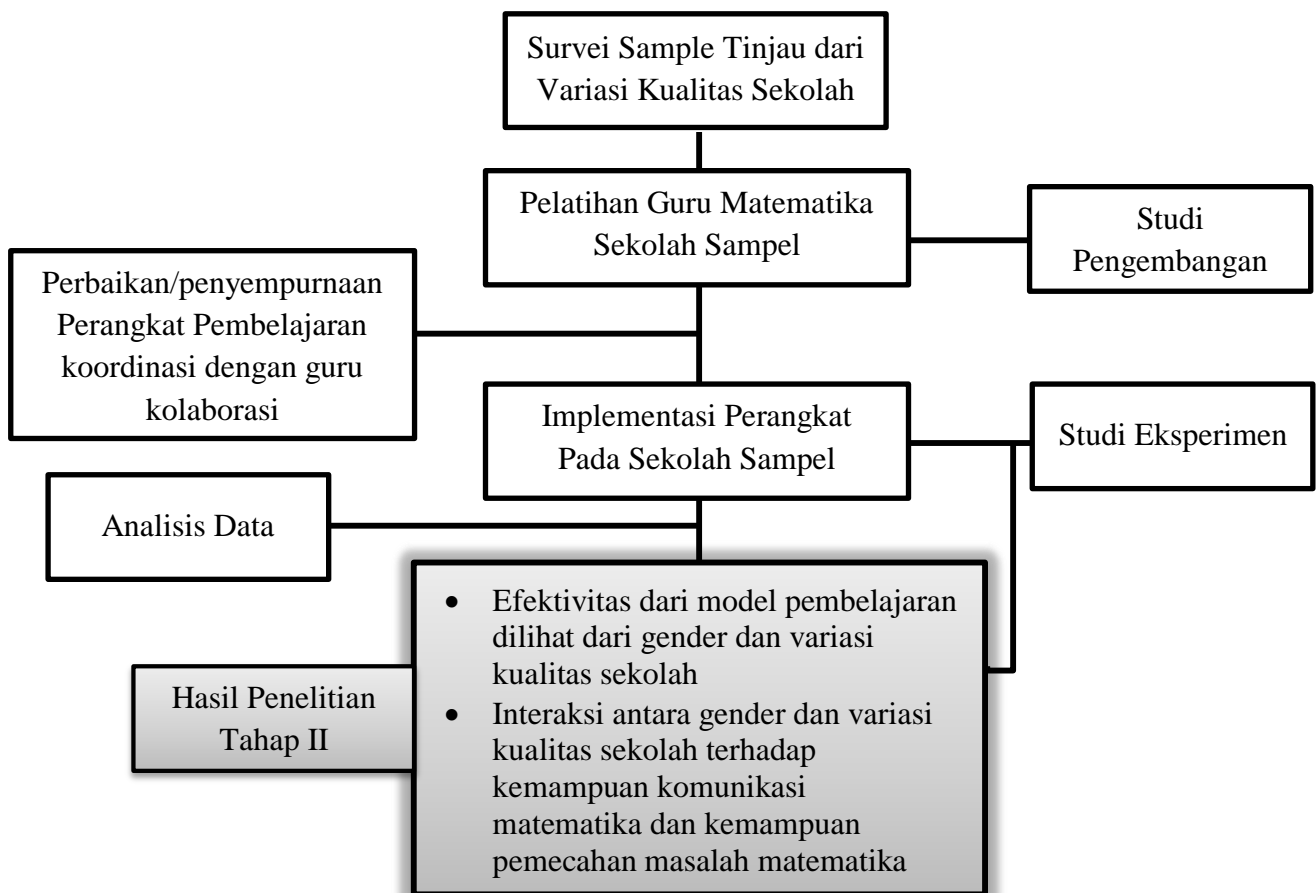 Survei Sample Tinjau dari
Variasi Kualitas Sekolah
Pelatihan Guru Matematika
Sekolah Sampel
Studi
Pengembangan
Perbaikan/penyempurnaan
Perangkat Pembelajaran
koordinasi dengan guru
kolaborasi
Implementasi Perangkat
Pada Sekolah Sampel
Studi Eksperimen
Analisis Data
• Efektivitas dari model pembelajaran
dilihat dari gender dan variasi
kualitas sekolah
• Interaksi antara gender dan variasi
kualitas sekolah terhadap
kemampuan komunikasi
matematika dan kemampuan
pemecahan masalah matematika
Hasil Penelitian
Tahap II